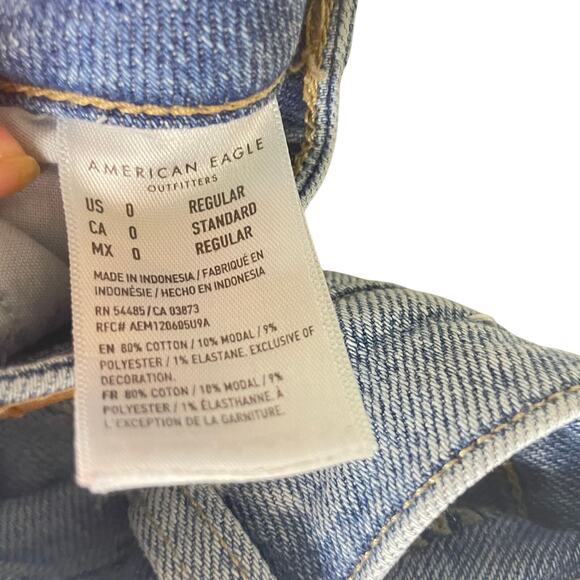 AMERICAN EAGLE
OUTFITTERS
US 0 REGULAR
CA 0 STANDARD
MX 0 REGULAR
MADE IN INDONESIA / FABRIQUÉ EN
INDONÉSIE / HECHO EN INDONESIA
RN 54485/CA 03873
RFC# AEM120605U9A
EN 80% COTTON / 10% MODAL / 9%
POLYESTER / 1% ELASTANE. EXCLUSIVE OF
DECORATION.
FR 80% COTON / 10% MODAL / 9%
POLYESTER / 1% ÉLASTHANNE. À
L'EXCEPTION DE LA GARNITURE.